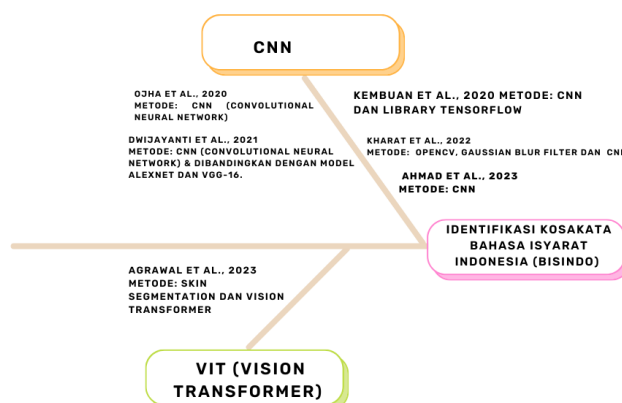 CNN
OJHA ET AL., 2020
METODE: CNN (CONVOLUTIONAL
NEURAL NETWORK)
DWIJAYANTI ET AL., 2021
METODE: CNN (CONVOLUTIONAL NEURAL
NETWORK) & DIBANDINGKAN DENGAN MODEL
ALEXNET DAN VGG-16.
KEMBUAN ET AL., 2020 METODE: CNN
DAN LIBRARY TENSORFLOW
KHARAT ET AL., 2022
METODE: OPENCV, GAUSSIAN BLUR FILTER DAN CN
AHMAD ET AL., 2023
METODE: CNN
IDENTIFIKASI KOSAKATA
BAHASA ISYARAT
INDONESIA (BISINDO)
AGRAWAL ET AL., 2023
METODE: SKIN
SEGMENTATION DAN VISION
TRANSFORMER
VIT (VISION
TRANSFORMER)